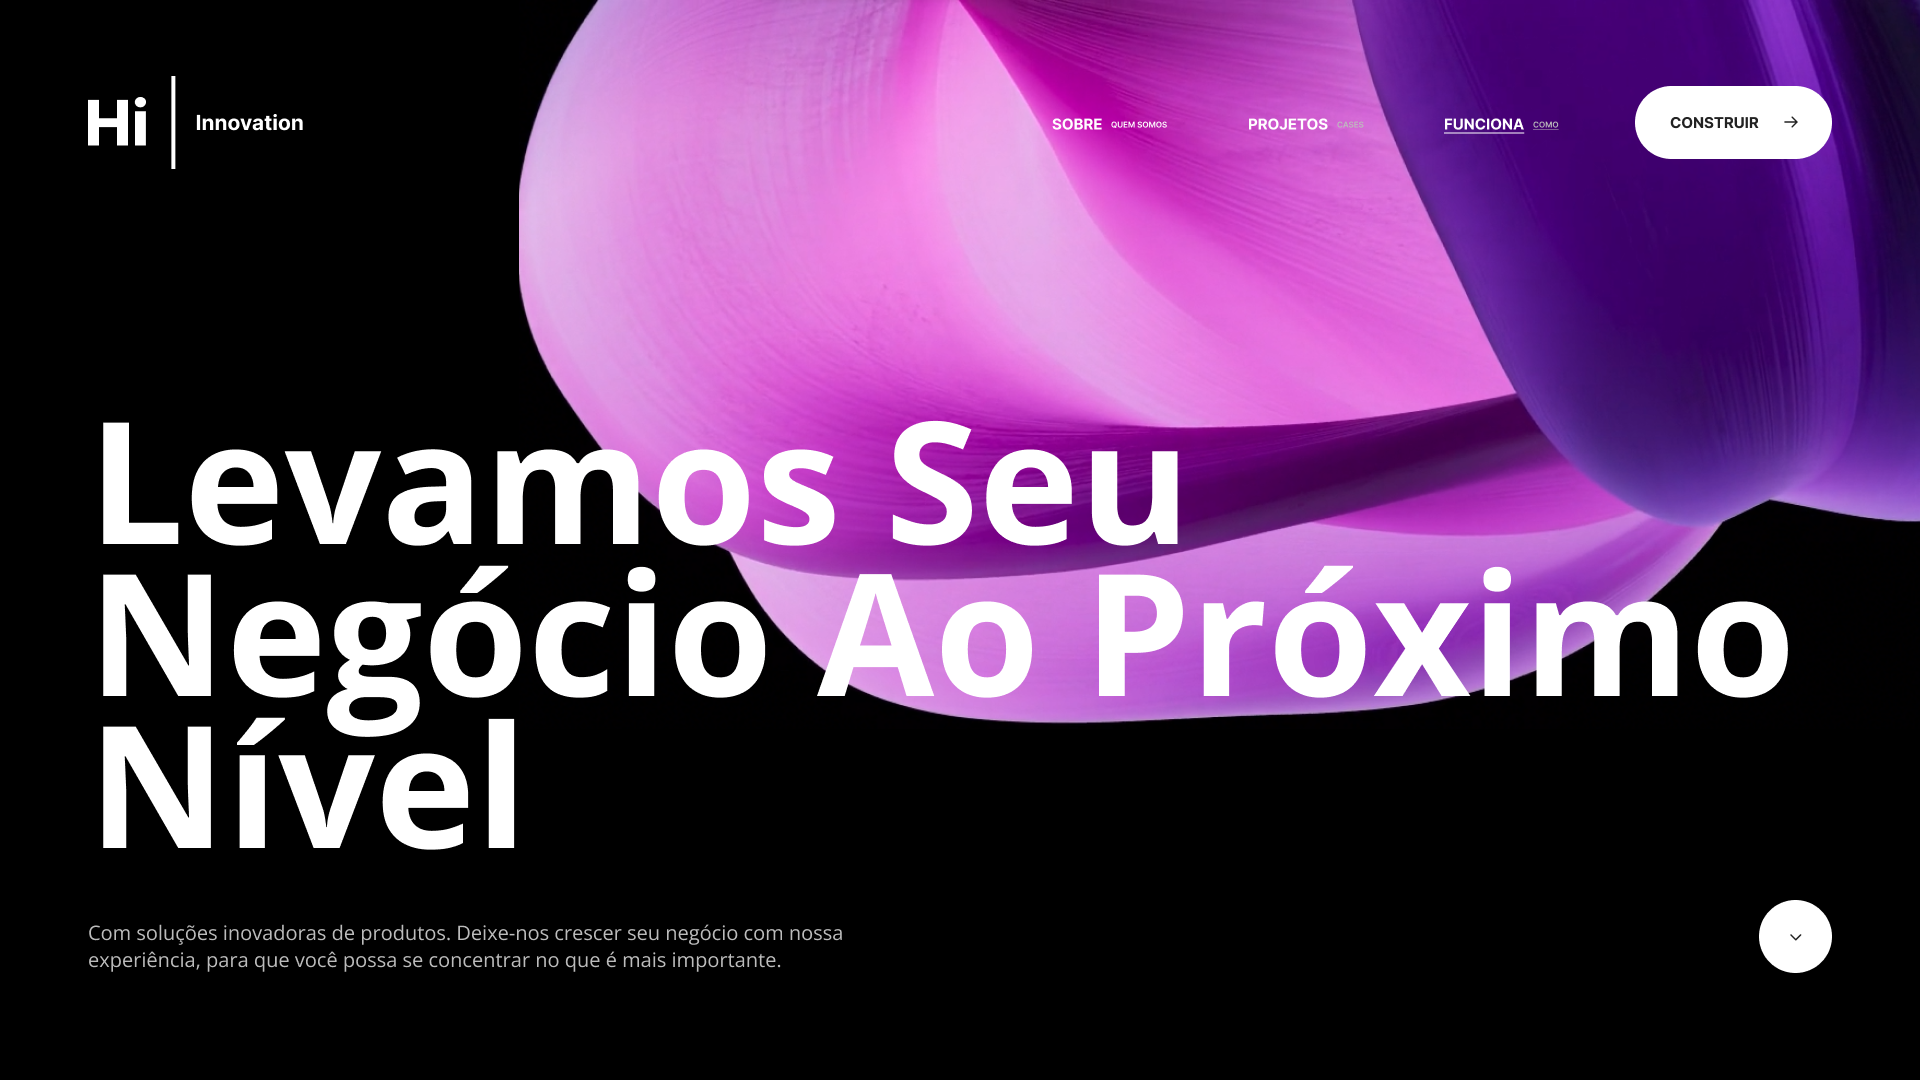 Hi
Innovation
SOBRE QUEM SOMOS
PROJETOS CASES
FUNCIONA COMO
CONSTRUIR
Levamos Seu
Negócio Ao Próximo
Nível
Com soluções inovadoras de produtos. Deixe-nos crescer seu negócio com nossa
experiência, para que você possa se concentrar no que é mais importante.